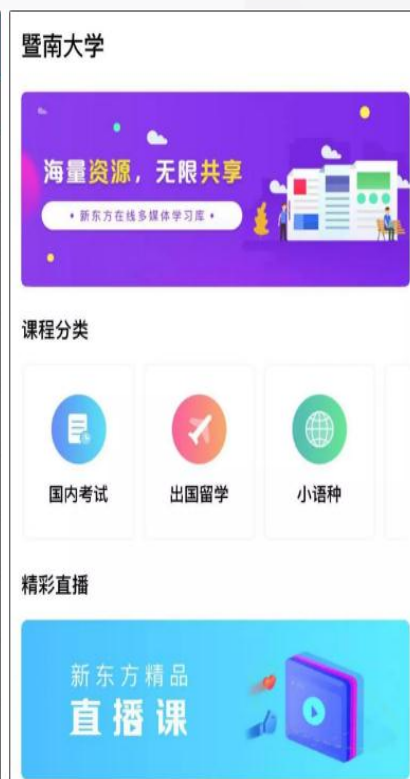 暨南大学
海量资源，无限共享
• 新东方在线多媒体学习库 •
课程分类
国内考试
出国留学
小语种
精彩直播
新东方精品
直播课